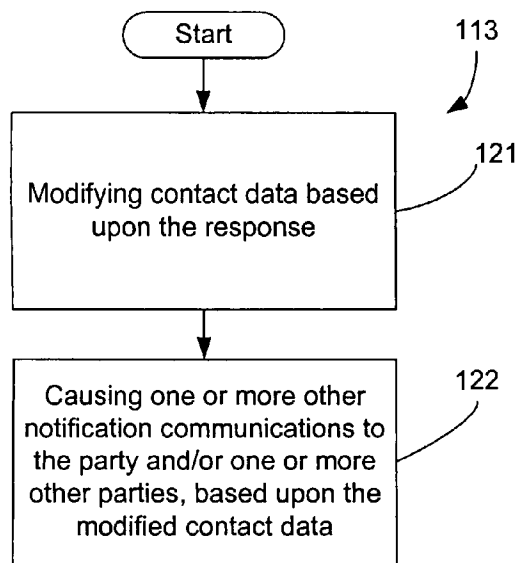 Start
113
121
Modifying contact data based
upon the response
122
Causing one or more other
notification communications to
the party and/or one or more
other parties, based upon the
modified contact data